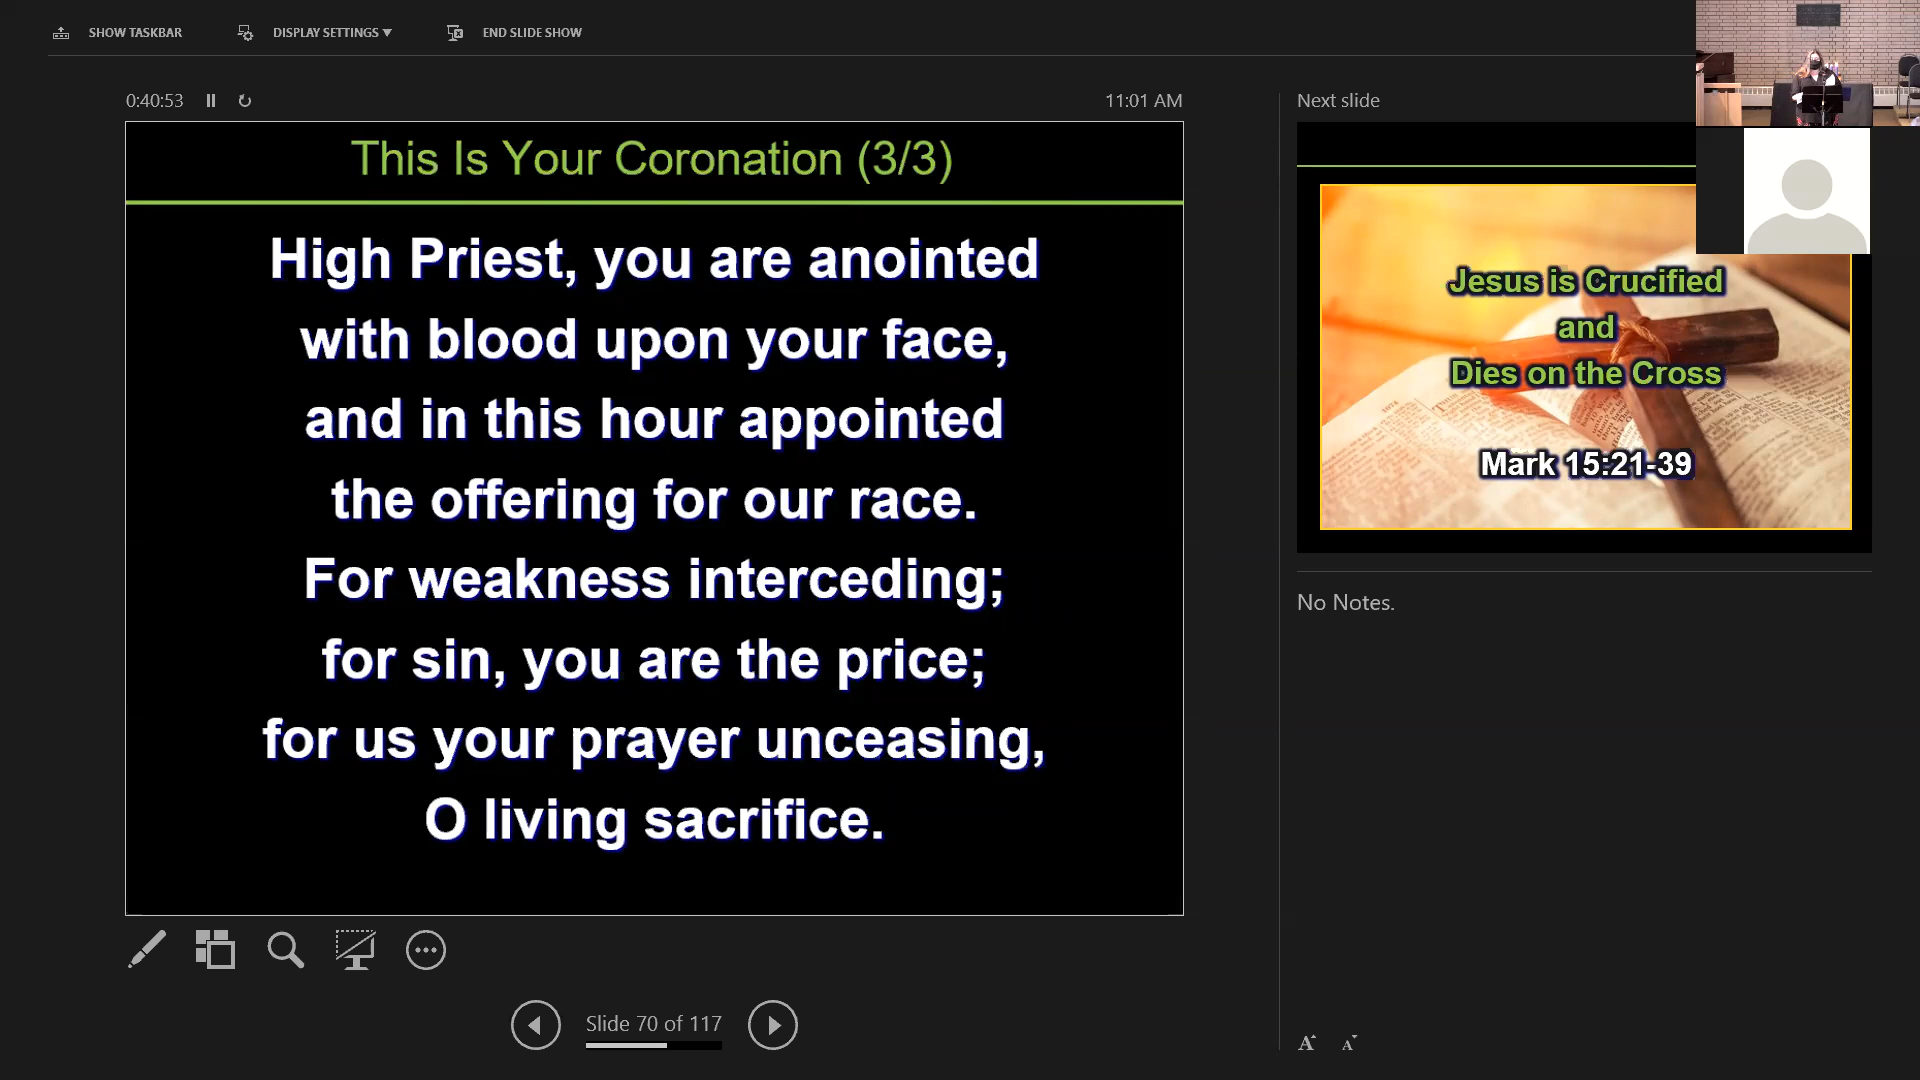 SHOW TASKBAR
DISPLAY SETTINGS ▼
END SLIDE SHOW
0:40:53
11:01 AM
This Is Your Coronation (3/3)
High Priest, you are anointed
with blood upon your face,
and in this hour appointed
the offering for our race.
For weakness interceding;
for sin, you are the price;
for us your prayer unceasing,
O living sacrifice.
Slide 70 of 117
Next slide
Jesus is Crucified
and
Dies on the Cross
Mark 15:21-39
No Notes.
A A